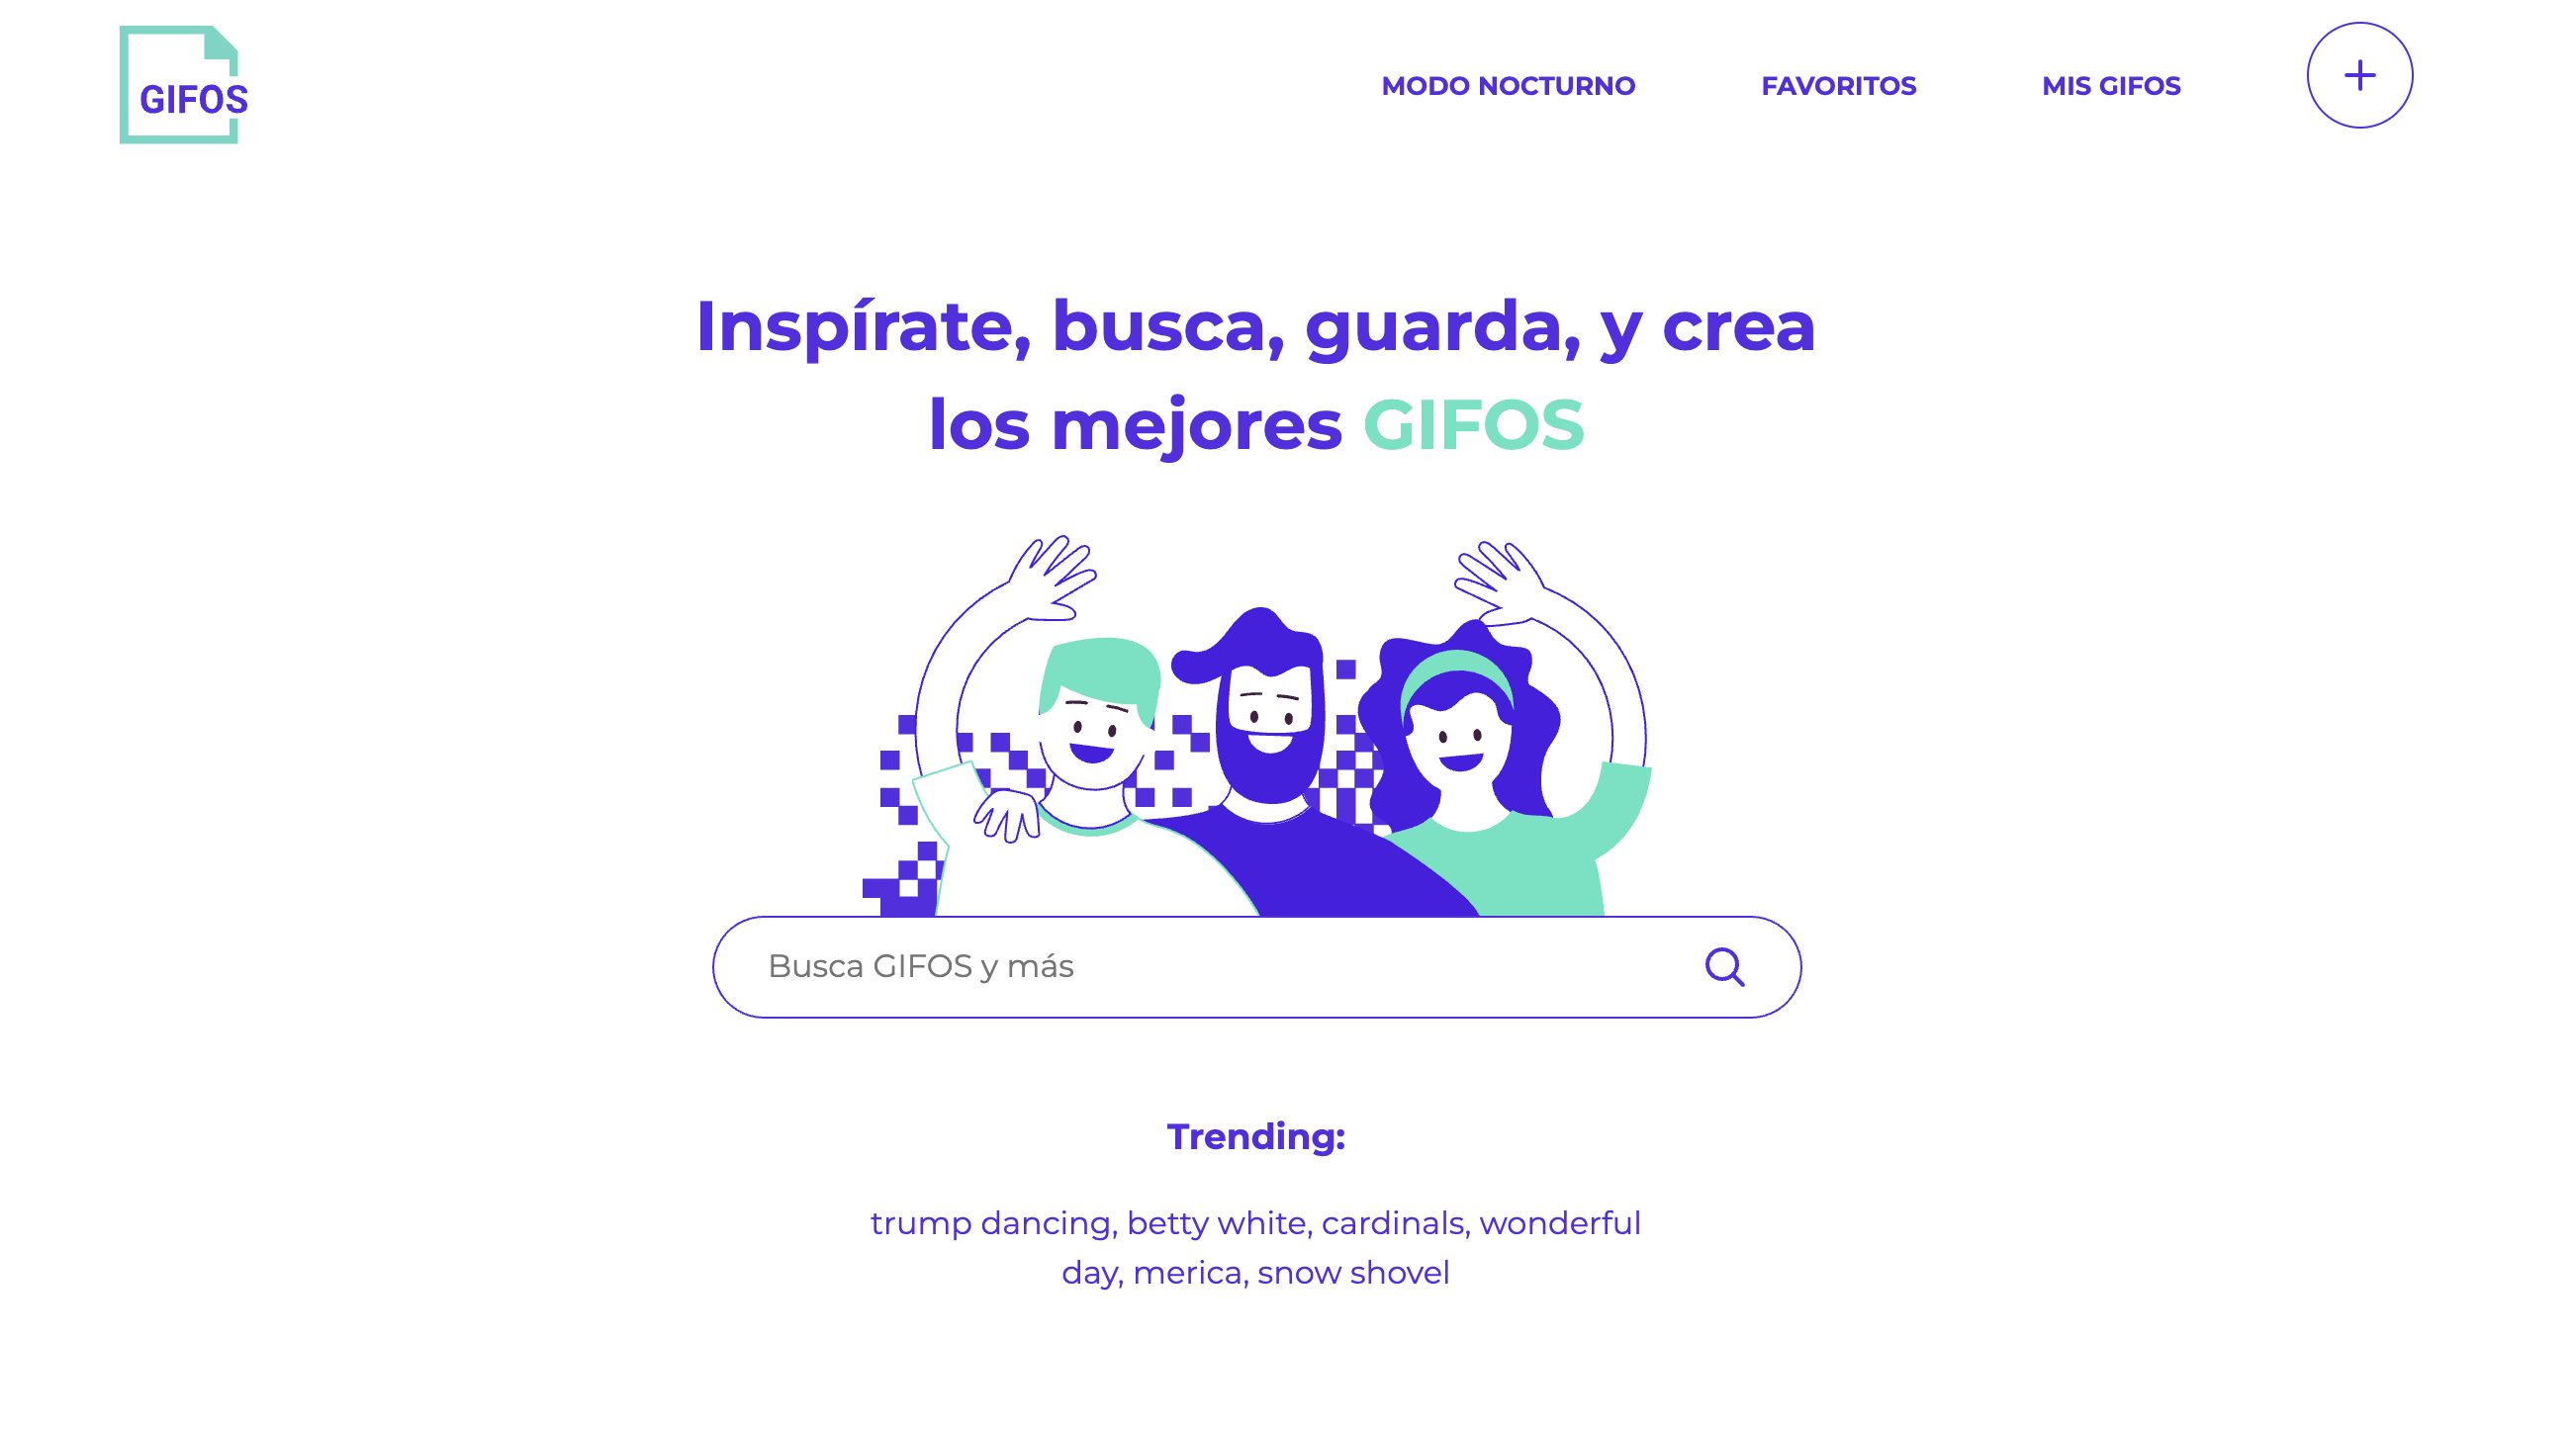 GIFOS
MODO NOCTURNO
FAVORITOS
MIS GIFOS
Inspírate, busca, guarda, y crea
los mejores GIFOS
Busca GIFOS y más
Trending:
trump dancing, betty white, cardinals, wonderful
day, merica, snow shovel